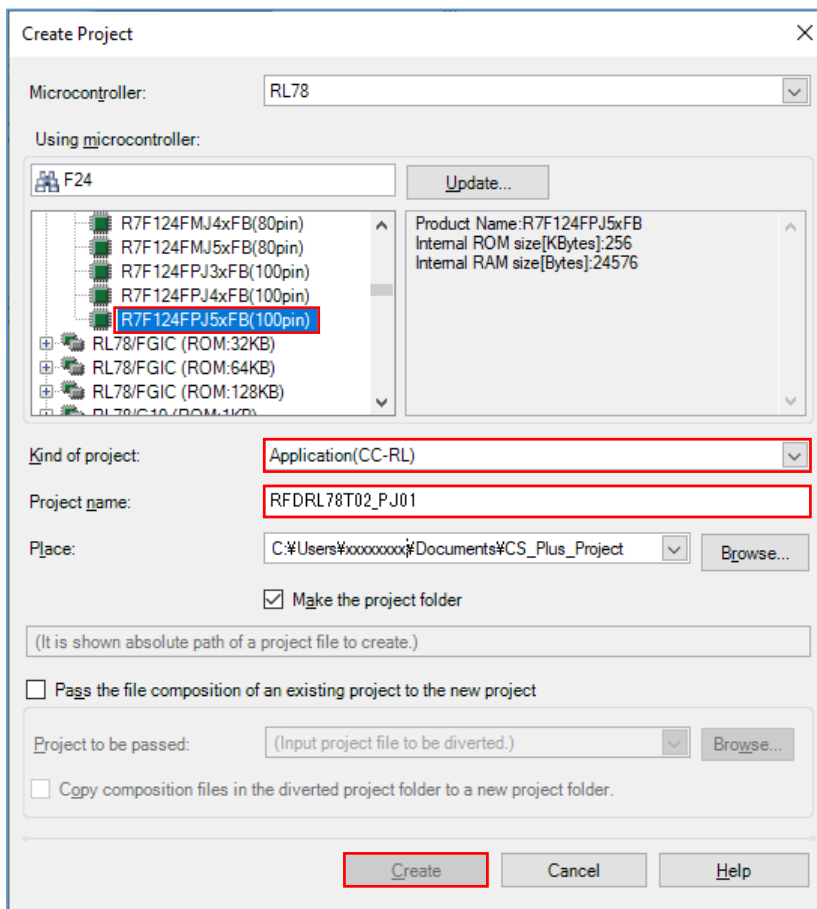 Create Project
Microcontroller:
RL78
Using microcontroller:
F24
Update...
R7F124FMJ4xFB(80pin)
R7F124FMJ5xFB(80pin)
R7F124FPJ3xFB(100pin)
R7F124FPJ4xFB(100pin)
R7F124FPJ5xFB(100pin)
RL78/FGIC (ROM:32KB)
RL78/FGIC (ROM:64KB)
RL78/FGIC (ROM:128KB)
RL78/G10 (ROM:1KB)
Product Name:R7F124FPJ5xFB
Internal ROM size[KBytes]:256
Internal RAM size[Bytes]:24576
Kind of project:
Application(CC-RL)
Project name:
RFDRL78T02_PJ01
Place:
C:¥Users¥xxxxxxxx¥Documents¥CS_Plus_Project
Browse...
Make the project folder
(It is shown absolute path of a project file to create.)
Pass the file composition of an existing project to the new project
Project to be passed:
(Input project file to be diverted.)
Browse...
Copy composition files in the diverted project folder to a new project folder.
Create
Cancel
Help